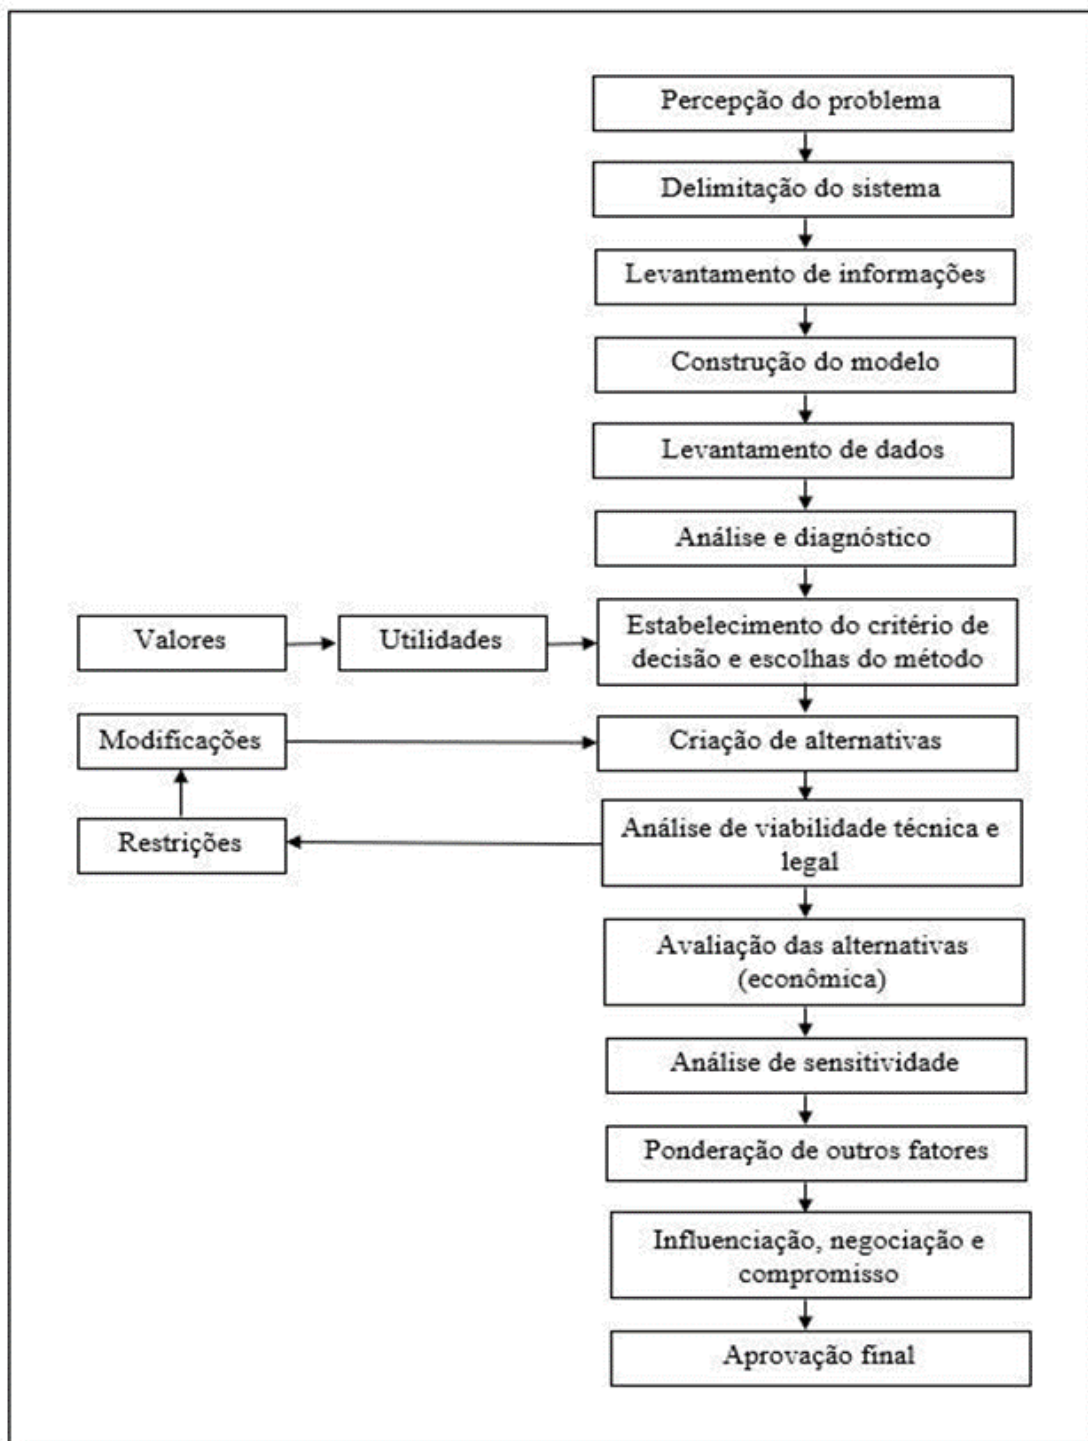 Percepção do problema
Delimitação do sistema
Levantamento de informações
Construção do modelo
Levantamento de dados
Análise e diagnóstico
Valores
Utilidades
Estabelecimento do critério de
decisão e escolhas do método
Modificações
Criação de alternativas
Restrições
Análise de viabilidade técnica e
legal
Avaliação das alternativas
(econômica)
Análise de sensitividade
Ponderação de outros fatores
Influenciação, negociação e
compromisso
Aprovação final